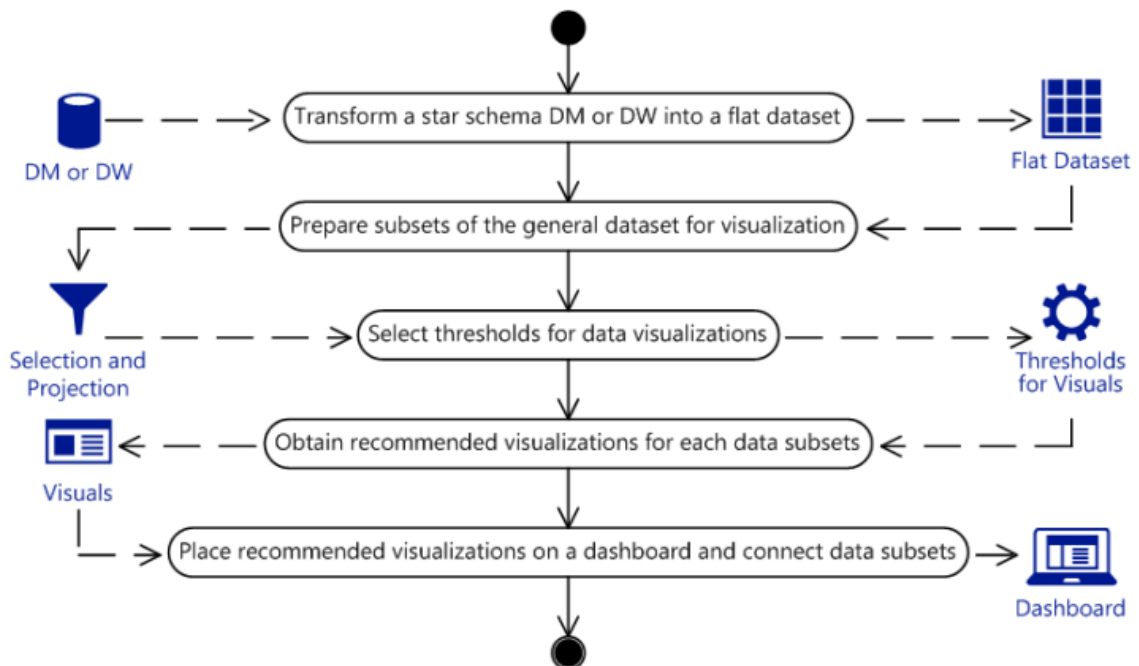 Transform a star schema DM or DW into a flat dataset
DM or DW
Flat Dataset
Prepare subsets of the general dataset for visualization
Select thresholds for data visualizations
Selection and
Projection
Thresholds
for Visuals
Obtain recommended visualizations for each data subsets
Visuals
Place recommended visualizations on a dashboard and connect data subsets
Dashboard